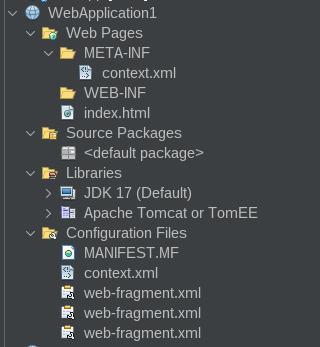 WebApplication1
Web Pages
META-INF
context.xml
WEB-INF
index.html
Source Packages
<default package>
Libraries
JDK 17 (Default)
Apache Tomcat or TomEE
Configuration Files
MANIFEST.MF
context.xml
web-fragment.xml
web-fragment.xml
web-fragment.xml